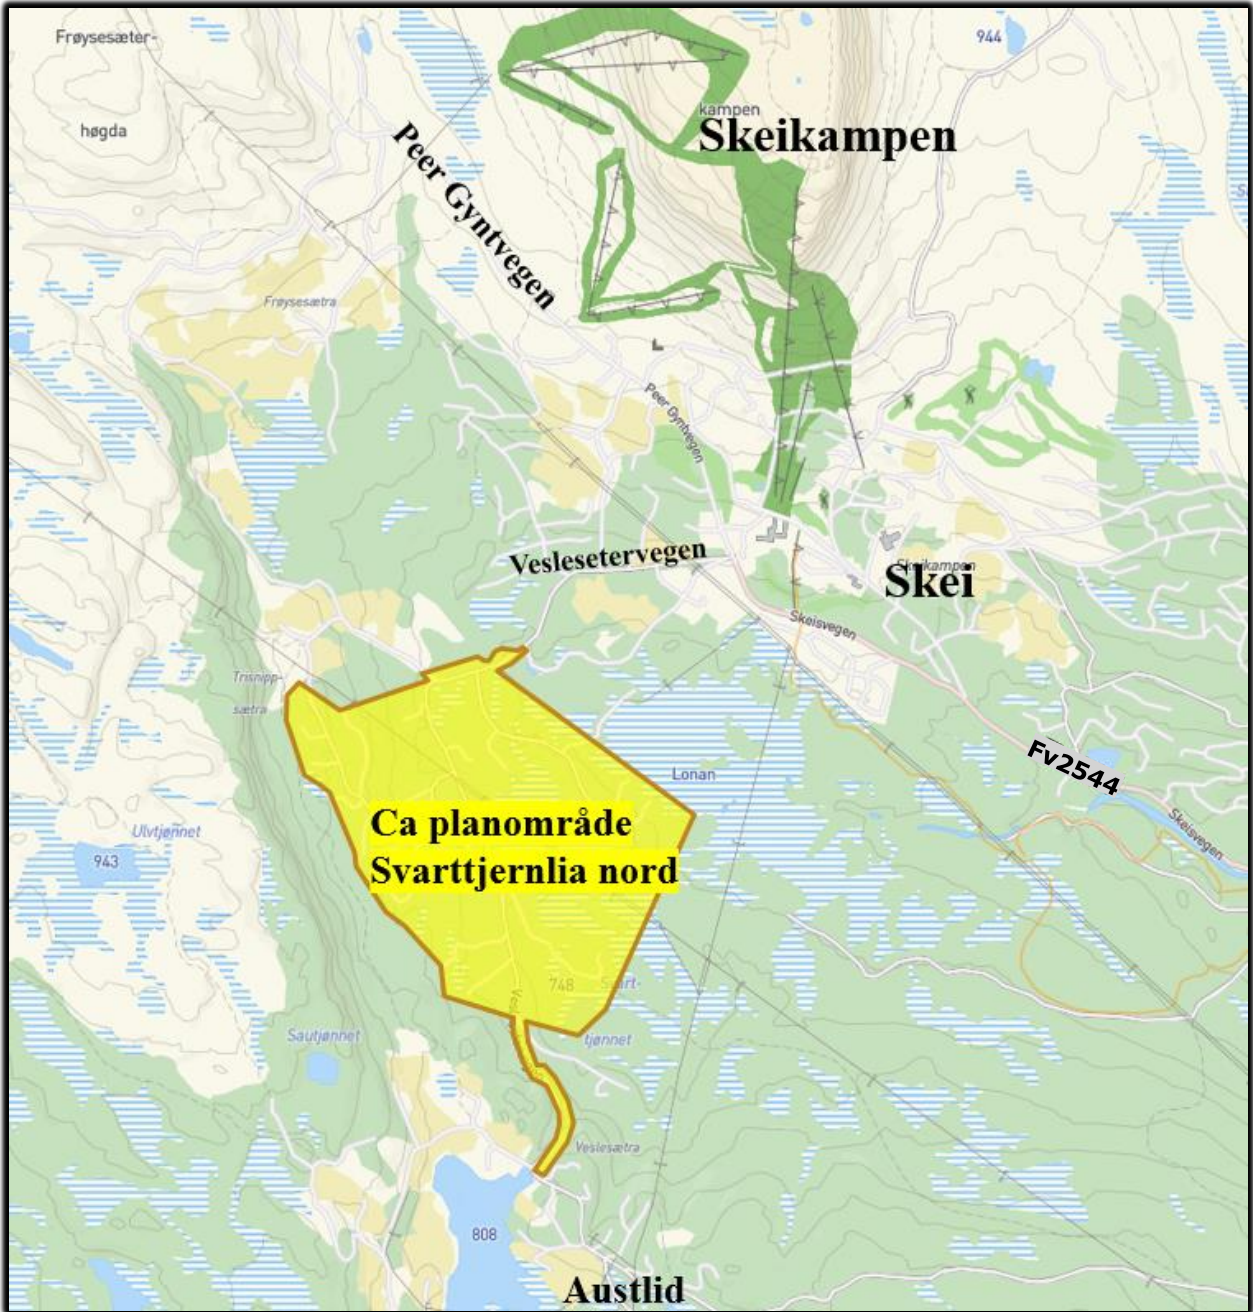 Frøysesæter-
høgda
944
kampen
Skeikampen
Peer Gyntvegen
Frøysesætra
Peer Gyntvegen
Veslesetervegen
Skeikampen
Skei
Skeisvegen
Trisnipp-
sætra
Lonan
Fv2544
Skeisvegen
Ca planområde
Svarttjernlia nord
Ulvtjønnet
943
748
Svart-
tjønnet
Sautjønnet
Veslesætra
808
Austlid